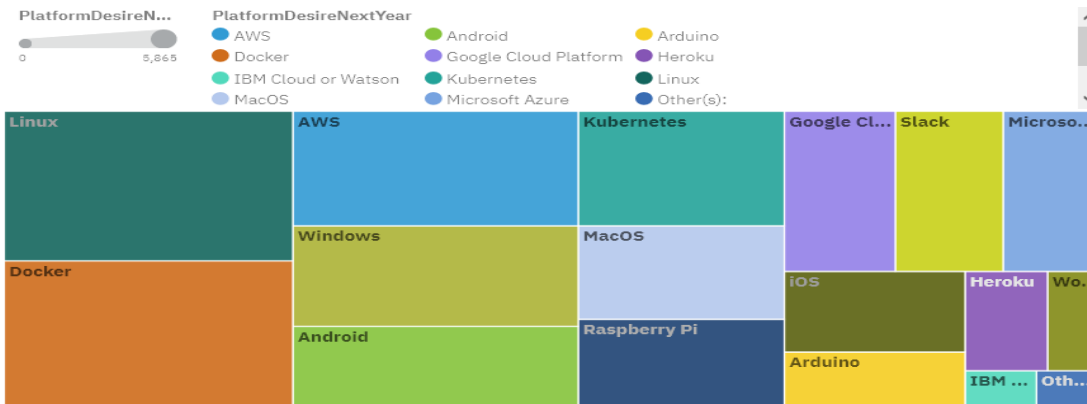 PlatformDesireN...
0
5,865
PlatformDesireNextYear
AWS
Android
Arduino
Docker
Google Cloud Platform
Heroku
IBM Cloud or Watson
Kubernetes
Linux
MacOS
Microsoft Azure
Other(s):
Linux
AWS
Kubernetes
Google Cl...
Slack
Microso...
Windows
MacOS
Docker
iOS
Heroku
Wo...
Raspberry Pi
Android
Arduino
IBM ...
Oth...